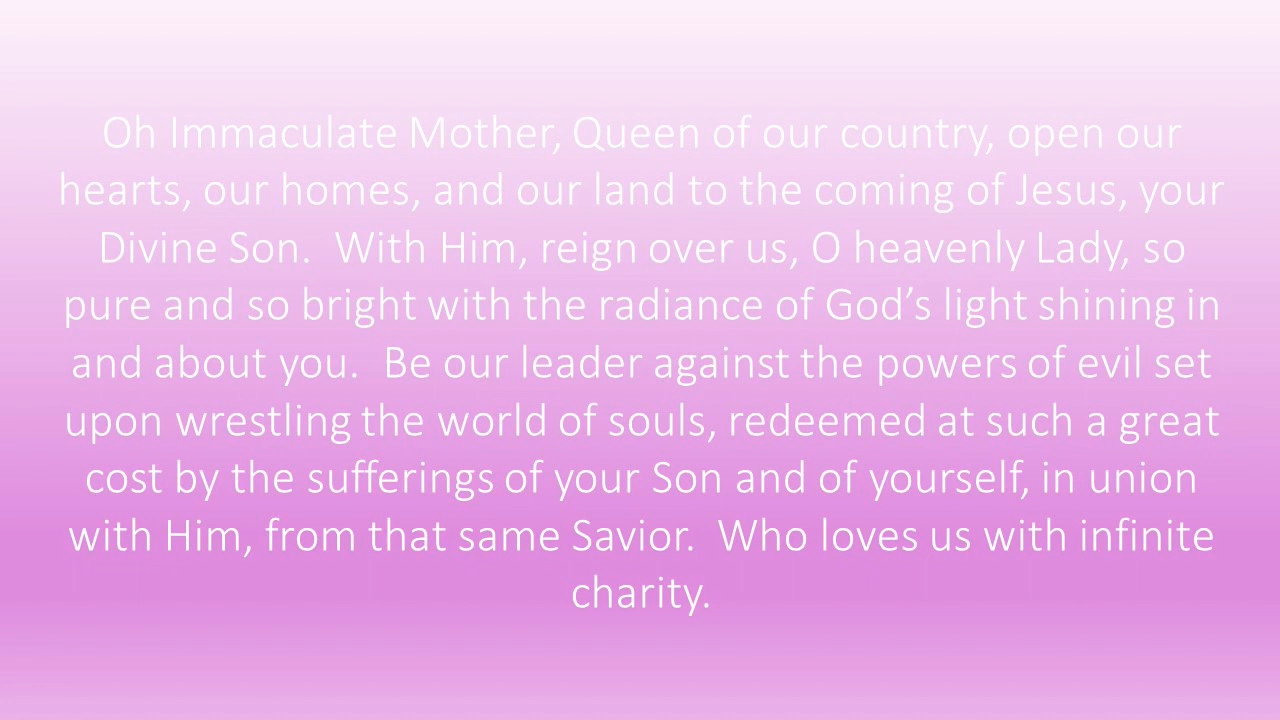 Oh Immaculate Mother, Queen of our country, open our
hearts, our homes, and our land to the coming of Jesus, your
Divine Son.  With Him, reign over us, O heavenly Lady, so
pure and so bright with the radiance of God’s light shining in
and about you.  Be our leader against the powers of evil set
upon wrestling the world of souls, redeemed at such a great
cost by the sufferings of your Son and of yourself, in union
with Him, from that same Savior.  Who loves us with infinite
charity.